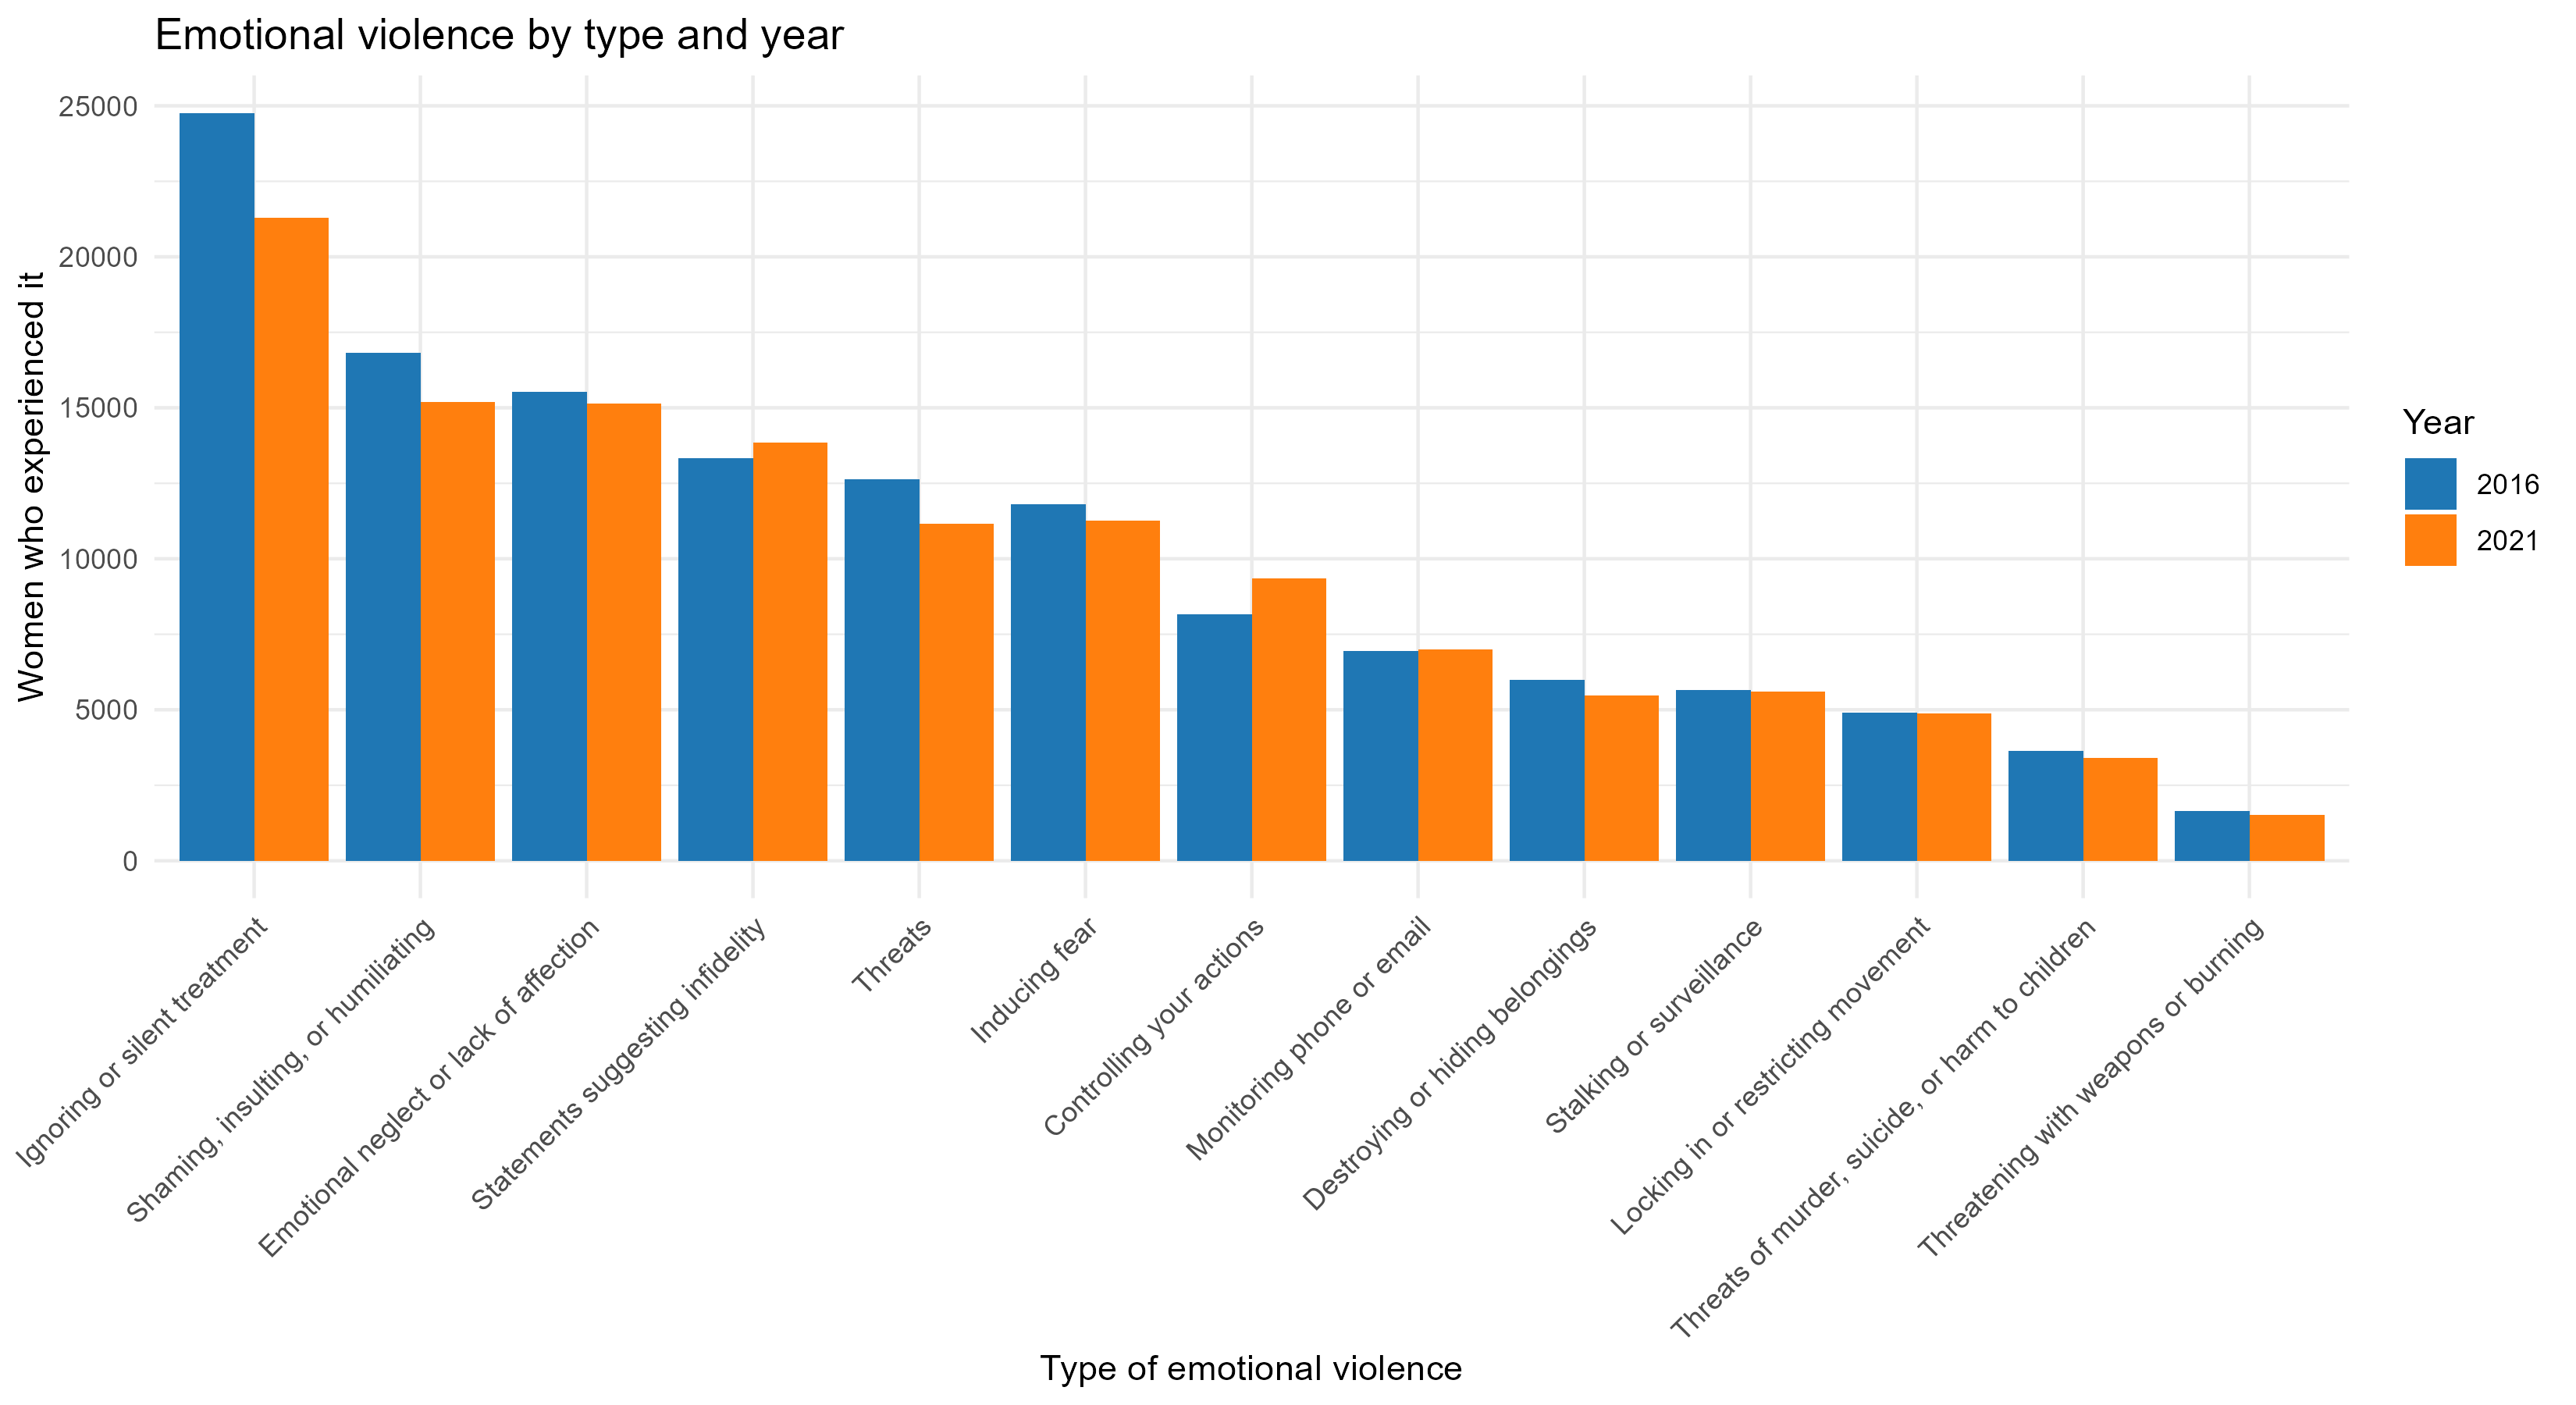 Emotional violence by type and year
Women who experienced it
25000
20000
15000
10000
5000
0
Ignoring or silent treatment
Shaming, insulting, or humiliating
Emotional neglect or lack of affection
Statements suggesting infidelity
Threats
Inducing fear
Controlling your actions
Monitoring phone or email
Destroying or hiding belongings
Stalking or surveillance
Locking in or restricting movement
Threats of murder, suicide, or harm to children
Threatening with weapons or burning
Type of emotional violence
Year
2016
2021